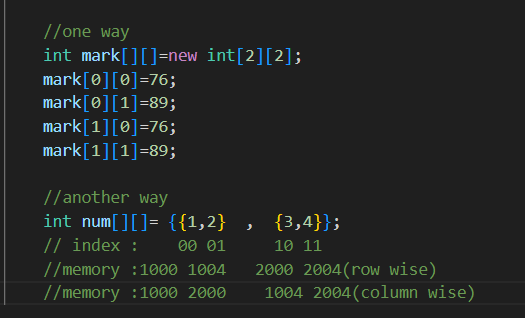 //one way
int mark[][]=new int[2][2];
mark[0][0]=76;
mark[0][1]=89;
mark[1][0]=76;
mark[1][1]=89;
//another way
int num[][]= {{1,2}  ,  {3,4}};
// index :    00 01      10 11
//memory :1000 1004   2000 2004(row wise)
//memory :1000 2000    1004 2004(column wise)